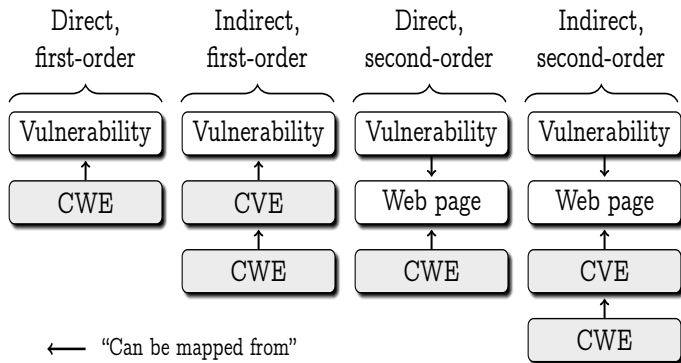 Direct,
first-order
Indirect,
first-order
Direct,
second-order
Indirect,
second-order
Vulnerability
Vulnerability
Vulnerability
Vulnerability
CWE
CVE
Web page
Web page
CWE
CWE
CVE
CWE
“Can be mapped from”